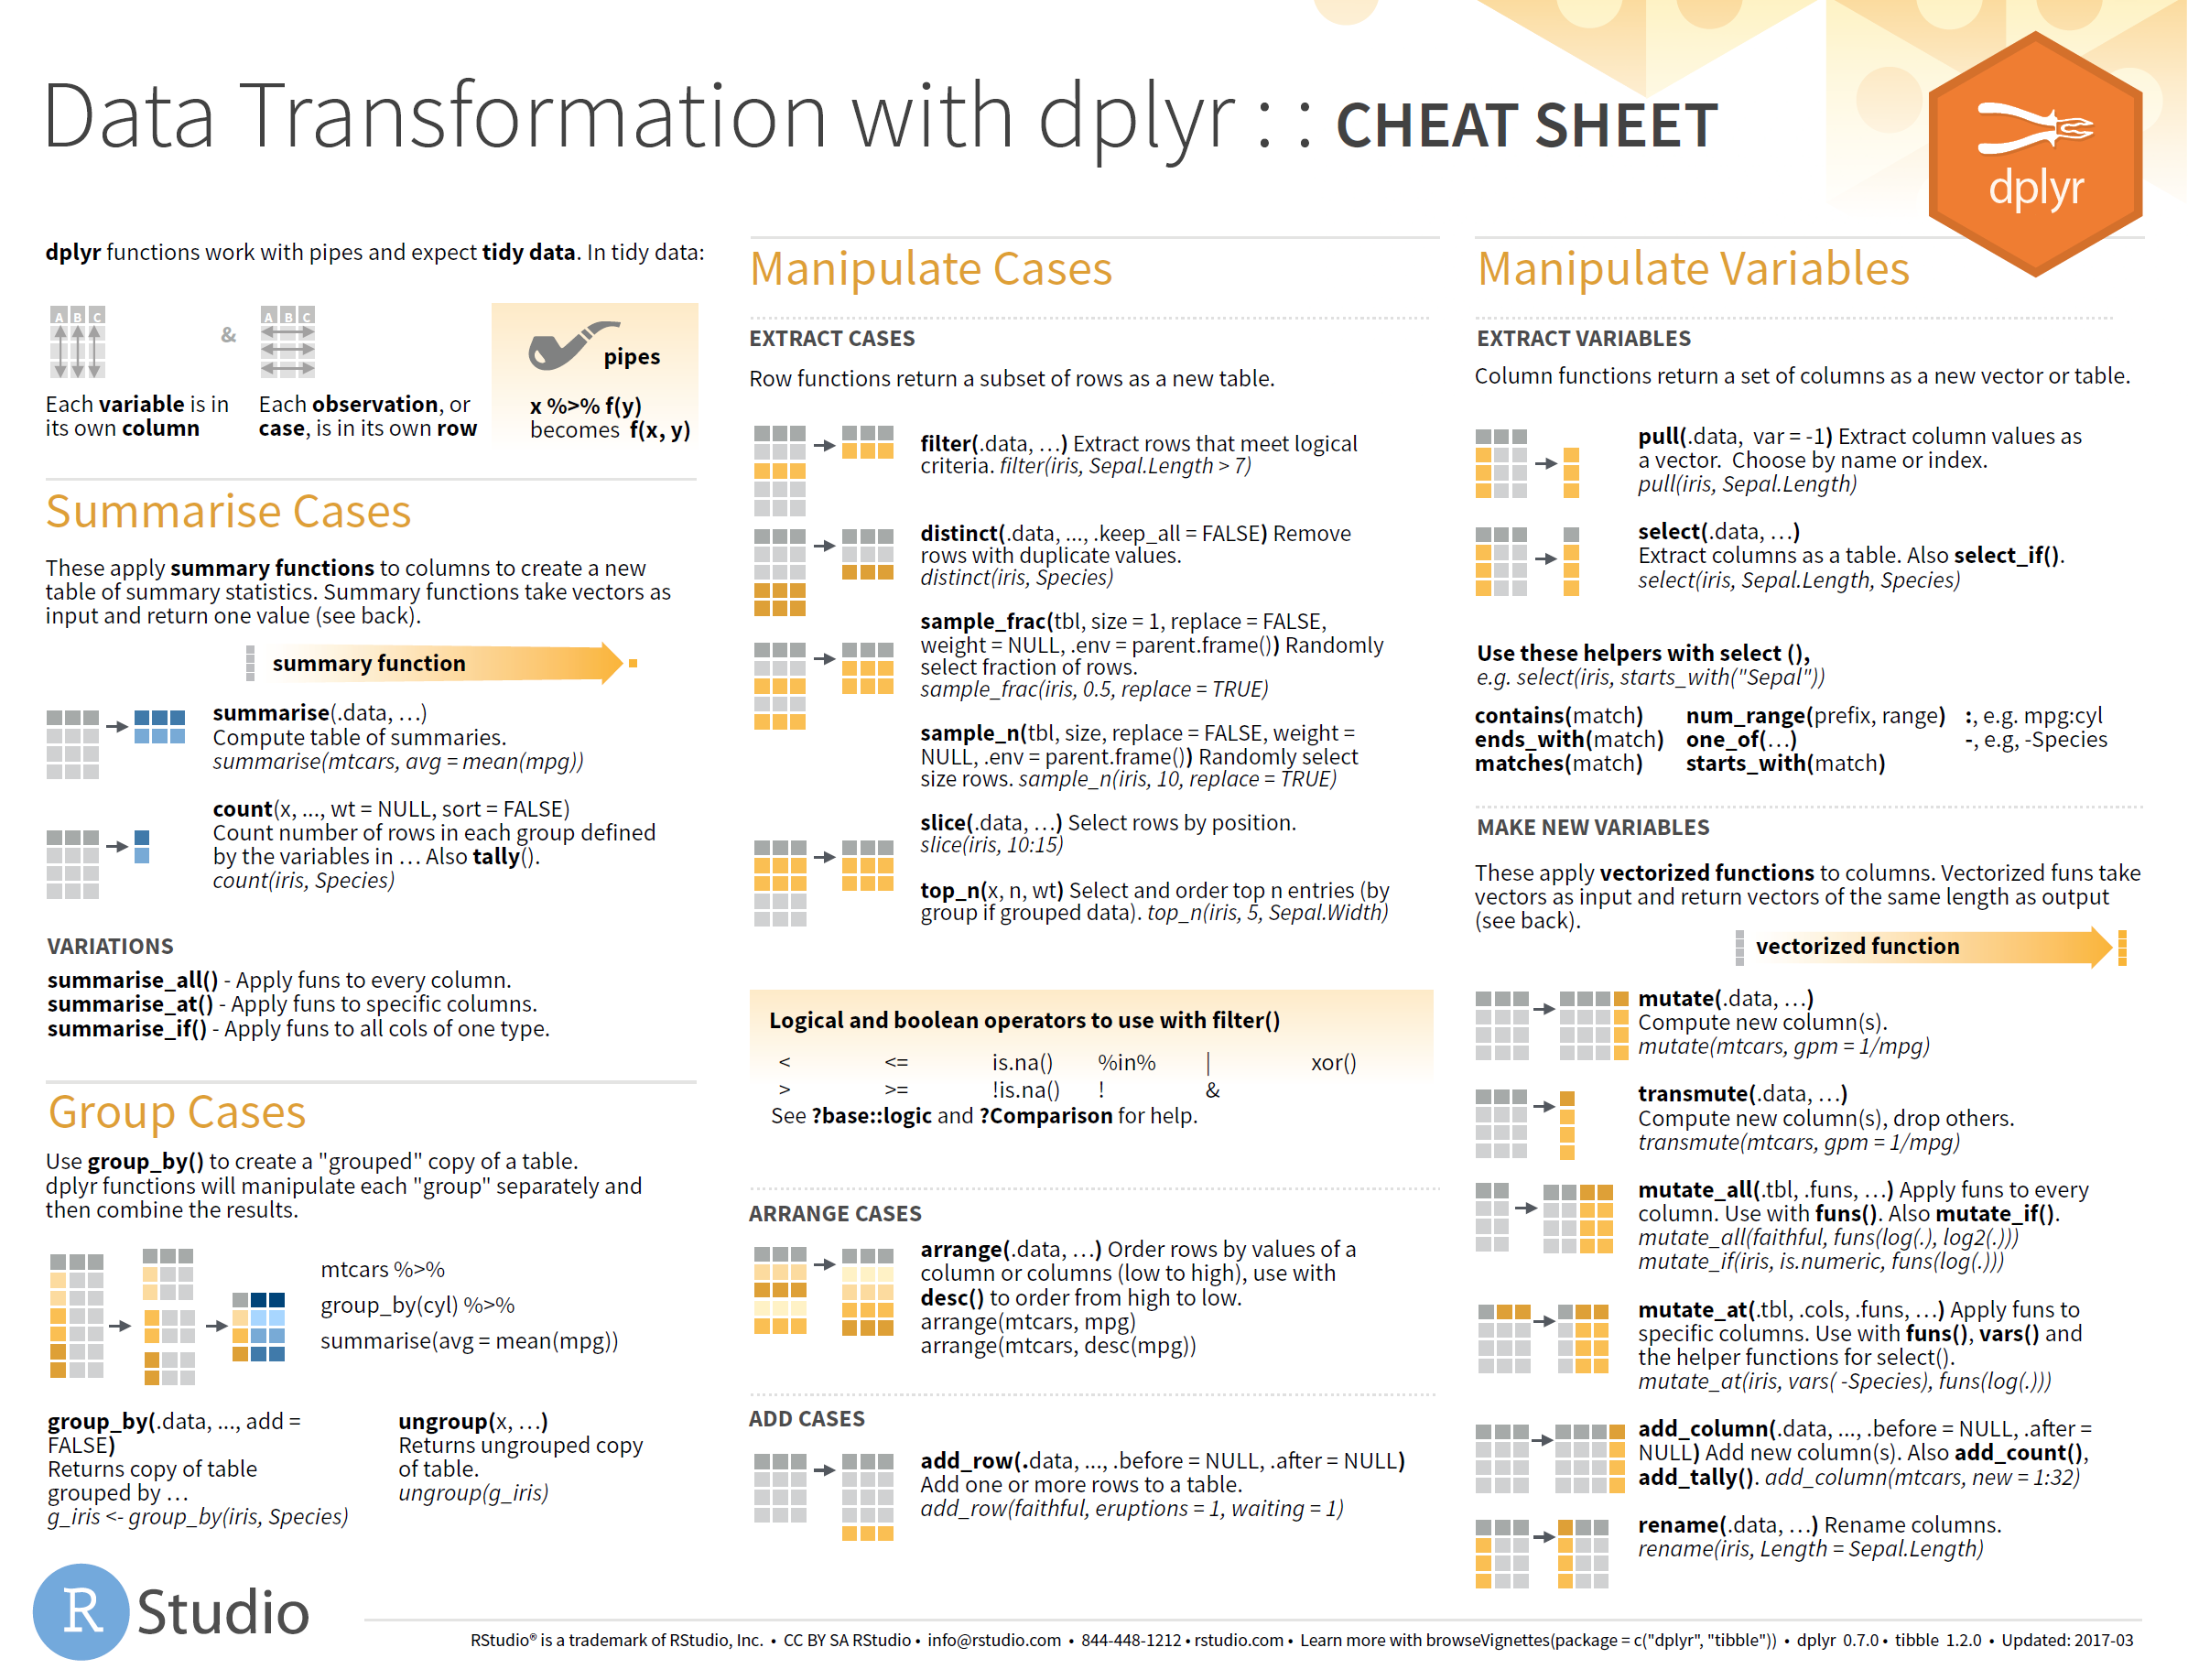 Data Transformation with dplyr : : CHEAT SHEET
dplyr
dplyr functions work with pipes and expect tidy data. In tidy data:
A B C
&
A B C
pipes
Each variable is in
its own column
Each observation, or
case, is in its own row
x %>% f(y)
becomes f(x, y)
Summarise Cases
These apply summary functions to columns to create a new
table of summary statistics. Summary functions take vectors as
input and return one value (see back).
summary function
summarise(.data, …)
Compute table of summaries.
summarise(mtcars, avg = mean(mpg))
count(x, ..., wt = NULL, sort = FALSE)
Count number of rows in each group defined
by the variables in … Also tally().
count(iris, Species)
VARIATIONS
summarise_all() - Apply funs to every column.
summarise_at() - Apply funs to specific columns.
summarise_if() - Apply funs to all cols of one type.
Group Cases
Use group_by() to create a "grouped" copy of a table.
dplyr functions will manipulate each "group" separately and
then combine the results.
mtcars %>%
group_by(cyl) %>%
summarise(avg = mean(mpg))
group_by(.data, ..., add =
FALSE)
Returns copy of table
grouped by …
g_iris <- group_by(iris, Species)
ungroup(x, …)
Returns ungrouped copy
of table.
ungroup(g_iris)
Manipulate Cases
EXTRACT CASES
Row functions return a subset of rows as a new table.
filter(.data, …) Extract rows that meet logical
criteria. filter(iris, Sepal.Length > 7)
distinct(.data, ..., .keep_all = FALSE) Remove
rows with duplicate values.
distinct(iris, Species)
sample_frac(tbl, size = 1, replace = FALSE,
weight = NULL, .env = parent.frame()) Randomly
select fraction of rows.
sample_frac(iris, 0.5, replace = TRUE)
sample_n(tbl, size, replace = FALSE, weight =
NULL, .env = parent.frame()) Randomly select
size rows. sample_n(iris, 10, replace = TRUE)
slice(.data, …) Select rows by position.
slice(iris, 10:15)
top_n(x, n, wt) Select and order top n entries (by
group if grouped data). top_n(iris, 5, Sepal.Width)
Logical and boolean operators to use with filter()
< <= is.na() %in% | xor()
> >= !is.na() ! &
See ?base::logic and ?Comparison for help.
ARRANGE CASES
arrange(.data, …) Order rows by values of a
column or columns (low to high), use with
desc() to order from high to low.
arrange(mtcars, mpg)
arrange(mtcars, desc(mpg))
ADD CASES
add_row(.data, ..., .before = NULL, .after = NULL)
Add one or more rows to a table.
add_row(faithful, eruptions = 1, waiting = 1)
Manipulate Variables
EXTRACT VARIABLES
Column functions return a set of columns as a new vector or table.
pull(.data, var = -1) Extract column values as
a vector. Choose by name or index.
pull(iris, Sepal.Length)
select(.data, …)
Extract columns as a table. Also select_if().
select(iris, Sepal.Length, Species)
Use these helpers with select (),
e.g. select(iris, starts_with("Sepal"))
contains(match) num_range(prefix, range) :, e.g. mpg:cyl
ends_with(match) one_of(…) -, e.g, -Species
matches(match) starts_with(match)
MAKE NEW VARIABLES
These apply vectorized functions to columns. Vectorized funs take
vectors as input and return vectors of the same length as output
(see back).
vectorized function
mutate(.data, …)
Compute new column(s).
mutate(mtcars, gpm = 1/mpg)
transmute(.data, …)
Compute new column(s), drop others.
transmute(mtcars, gpm = 1/mpg)
mutate_all(.tbl, .funs, …) Apply funs to every
column. Use with funs(). Also mutate_if().
mutate_all(faithful, funs(log(.), log2(.)))
mutate_if(iris, is.numeric, funs(log(.)))
mutate_at(.tbl, .cols, .funs, …) Apply funs to
specific columns. Use with funs(), vars() and
the helper functions for select().
mutate_at(iris, vars( -Species), funs(log(.)))
add_column(.data, ..., .before = NULL, .after =
NULL) Add new column(s). Also add_count(),
add_tally(). add_column(mtcars, new = 1:32)
rename(.data, …) Rename columns.
rename(iris, Length = Sepal.Length)
R Studio
RStudio® is a trademark of RStudio, Inc. • CC BY SA RStudio • info@rstudio.com • 844-448-1212 • rstudio.com • Learn more with browseVignettes(package = c("dplyr", "tibble")) • dplyr 0.7.0 • tibble 1.2.0 • Updated: 2017-03